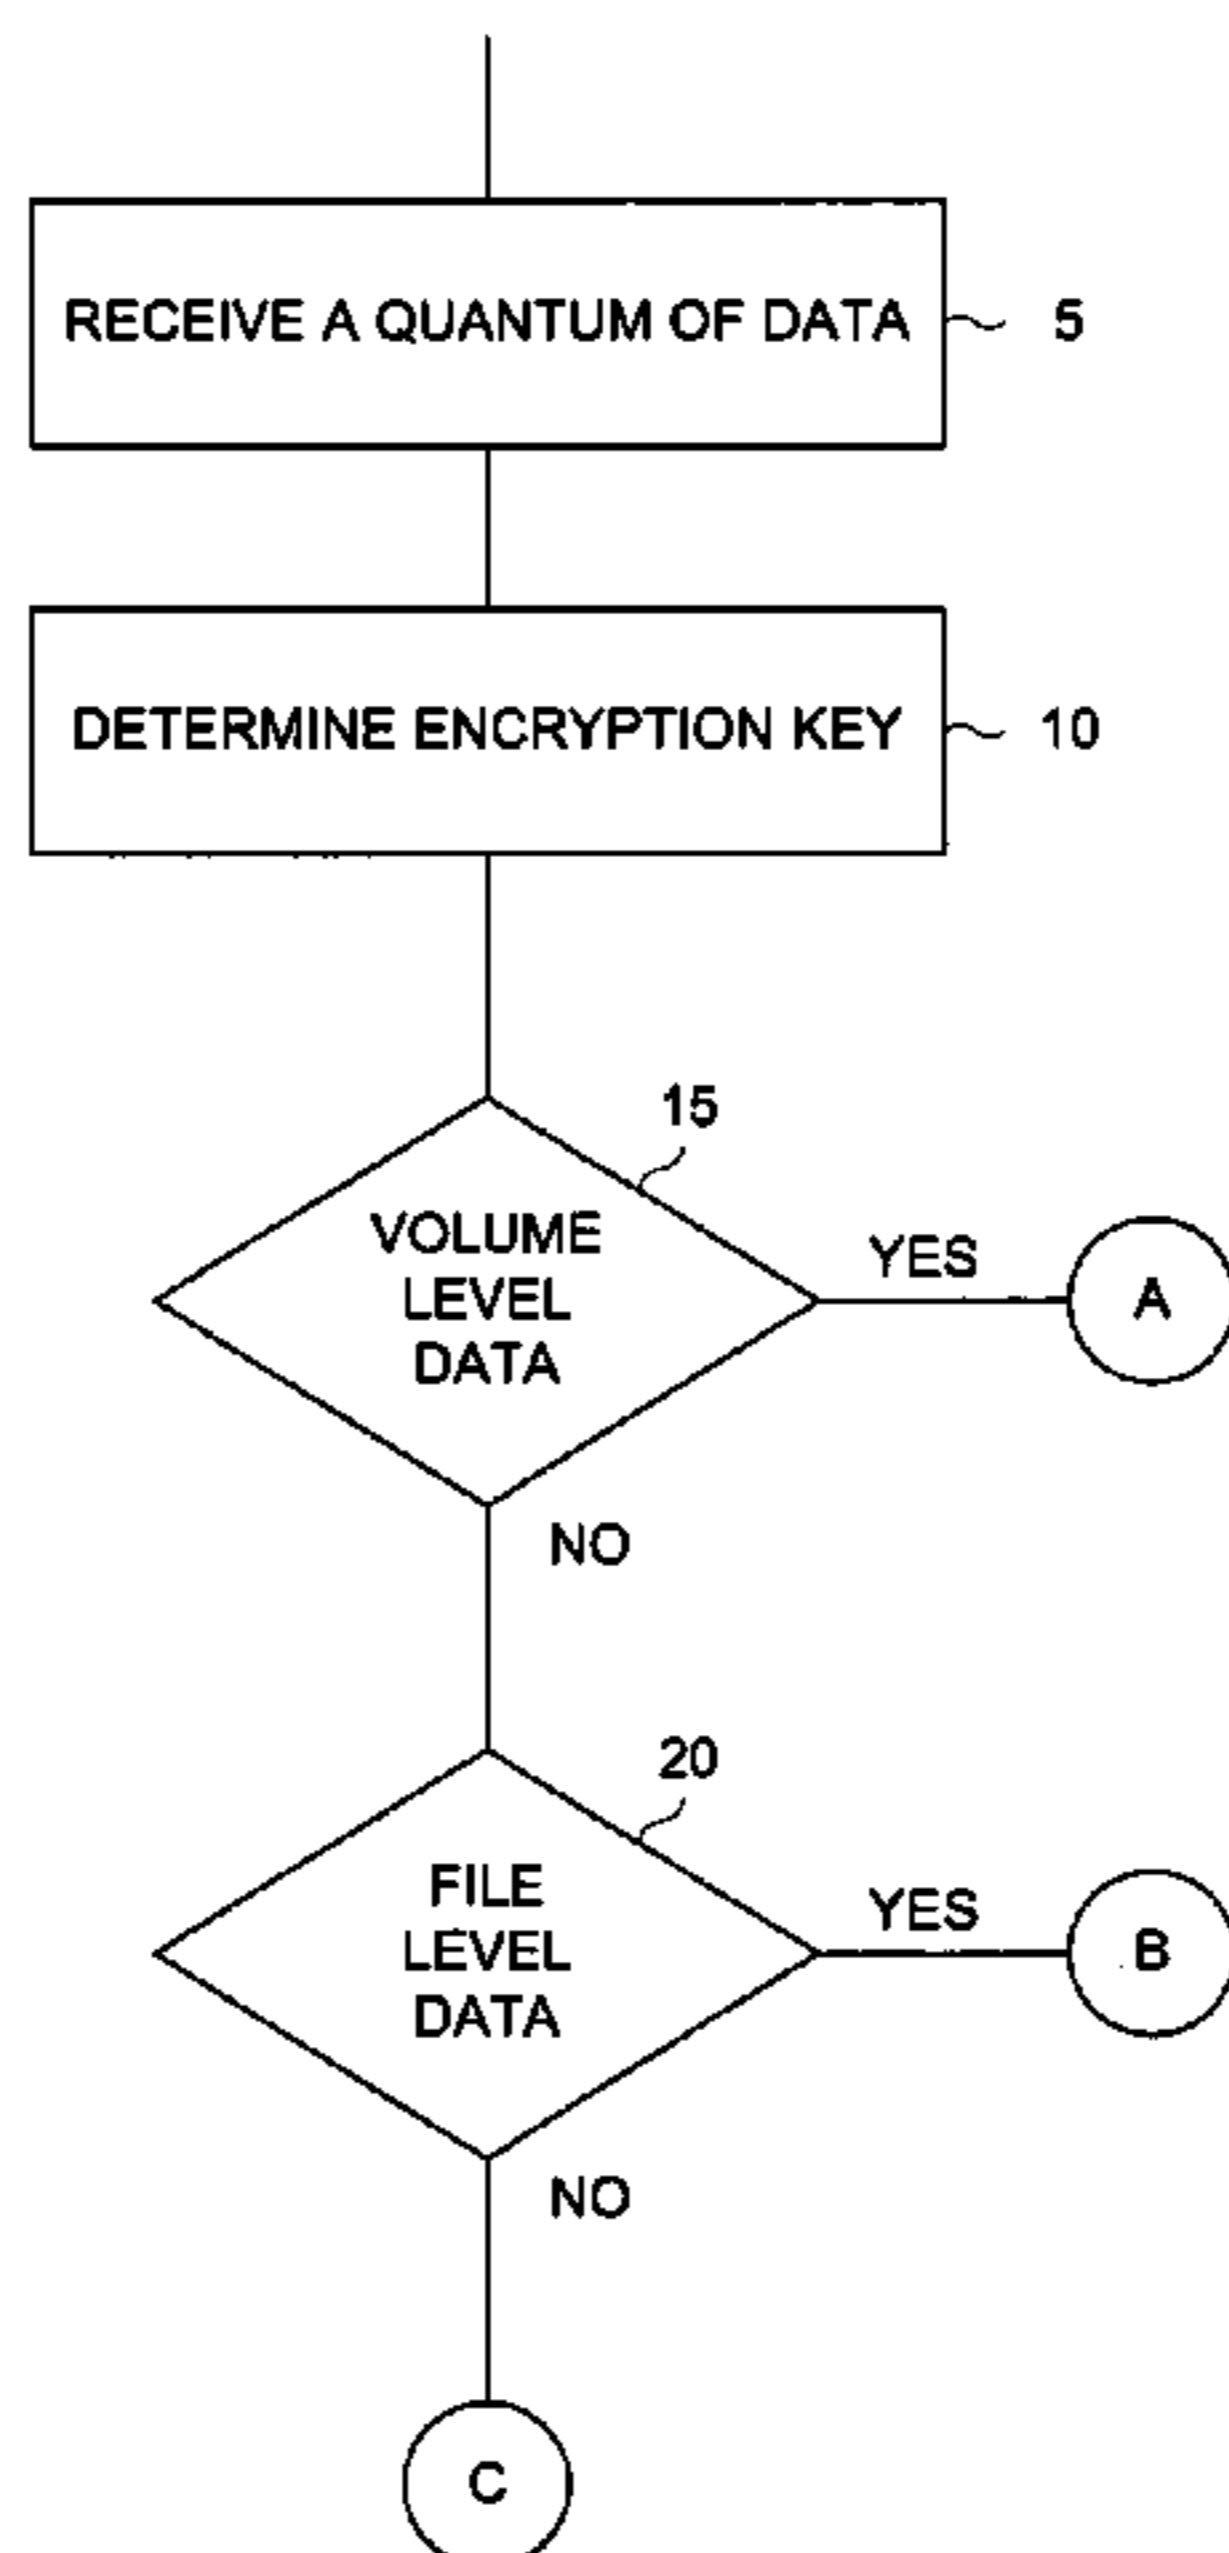 RECEIVE A QUANTUM OF DATA
5
DETERMINE ENCRYPTION KEY
10
15
VOLUME
LEVEL
DATA
YES
A
NO
20
FILE
LEVEL
DATA
YES
B
NO
C